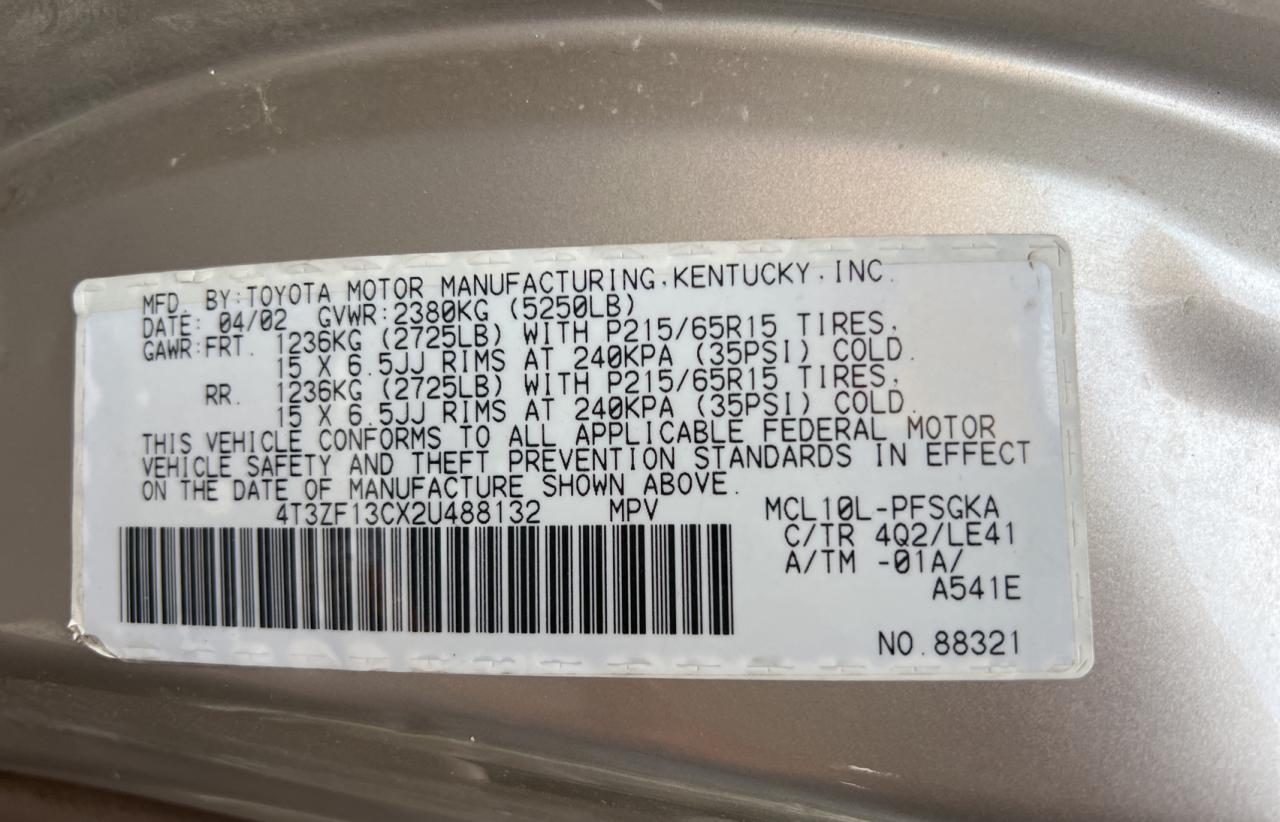 MFD. BY:TOYOTA MOTOR MANUFACTURING,KENTUCKY,INC.
DATE: 04/02 GVWR:2380KG (5250LB)
GAWR:FRT. 1236KG (2725LB) WITH P215/65R15 TIRES,
15 X 6.5JJ RIMS AT 240KPA (35PSI) COLD.
RR. 1236KG (2725LB) WITH P215/65R15 TIRES,
15 X 6.5JJ RIMS AT 240KPA (35PSI) COLD.
THIS VEHICLE CONFORMS TO ALL APPLICABLE FEDERAL MOTOR
VEHICLE SAFETY AND THEFT PREVENTION STANDARDS IN EFFECT
ON THE DATE OF MANUFACTURE SHOWN ABOVE.
4T3ZF13CX2U488132 MPV MCL10L-PFSGKA
C/TR 4Q2/LE41
A/TM -01A/
A541E
NO.88321